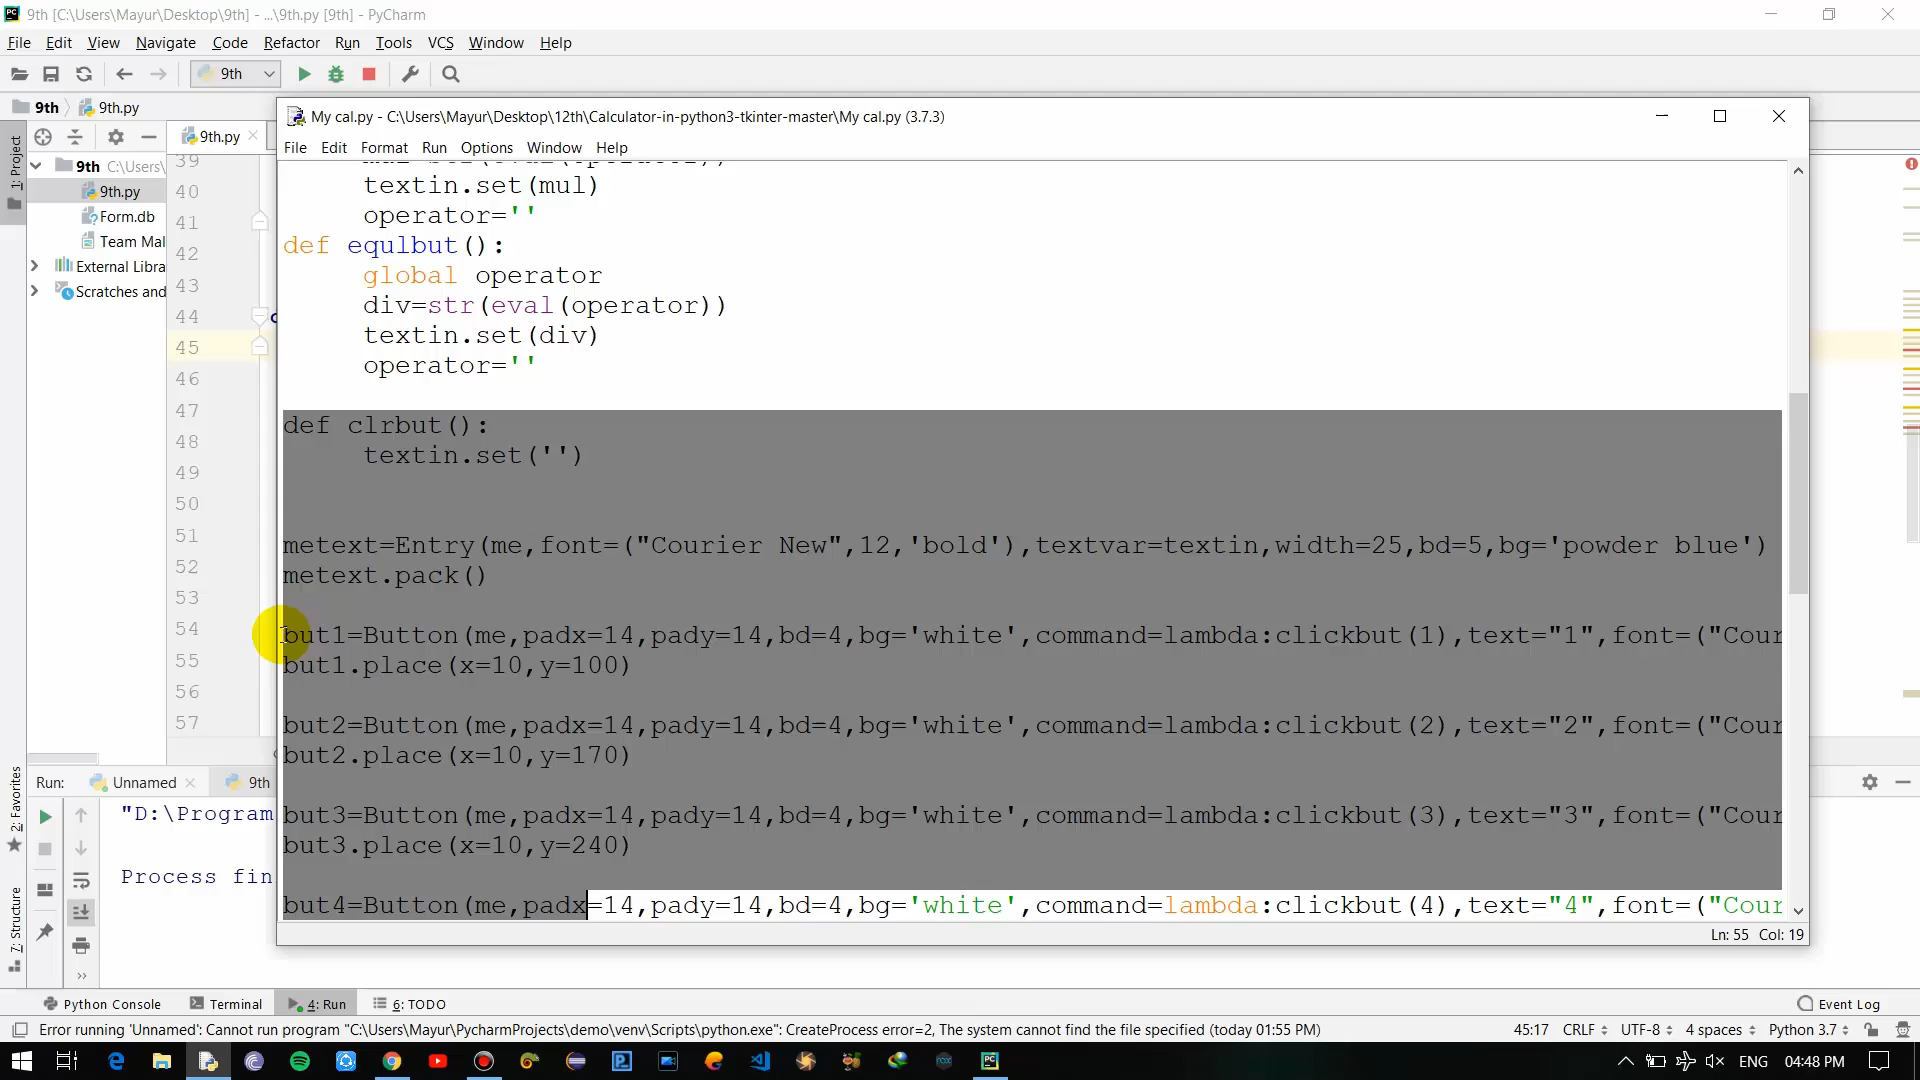 9th [C:\Users\Mayur\Desktop\9th] - ...\9th.py [9th] - PyCharm
File Edit View Navigate Code Refactor Run Tools VCS Window Help
9th
9th 9th.py
1: Project
9th.py
9th C:\Users\
9th.py
Form.db
Team Mal
External Libra
Scratches and
39
40
41
42
43
44
45
46
47
48
49
50
51
52
53
54
55
56
57
My cal.py - C:\Users\Mayur\Desktop\12th\Calculator-in-python3-tkinter-master\My cal.py (3.7.3)
File Edit Format Run Options Window Help
textin.set(mul)
operator=''
def equlbut():
global operator
div=str(eval(operator))
textin.set(div)
operator=''
def clrbut():
textin.set('')
metext=Entry(me,font=("Courier New",12,'bold'),textvar=textin,width=25,bd=5,bg='powder blue')
metext.pack()
but1=Button(me,padx=14,pady=14,bd=4,bg='white',command=lambda:clickbut(1),text="1",font=("Cour
but1.place(x=10,y=100)
but2=Button(me,padx=14,pady=14,bd=4,bg='white',command=lambda:clickbut(2),text="2",font=("Cour
but2.place(x=10,y=170)
but3=Button(me,padx=14,pady=14,bd=4,bg='white',command=lambda:clickbut(3),text="3",font=("Cour
but3.place(x=10,y=240)
but4=Button(me,padx=14,pady=14,bd=4,bg='white',command=lambda:clickbut(4),text="4",font=("Cour
Ln: 55 Col: 19
Run: Unnamed 9th
2: Favorites
7: Structure
"D:\Program
Process fin
Python Console Terminal 4: Run 6: TODO Event Log
Error running 'Unnamed': Cannot run program "C:\Users\Mayur\PycharmProjects\demo\venv\Scripts\python.exe": CreateProcess error=2, The system cannot find the file specified (today 01:55 PM) 45:17 CRLF UTF-8 4 spaces Python 3.7
ENG 04:48 PM